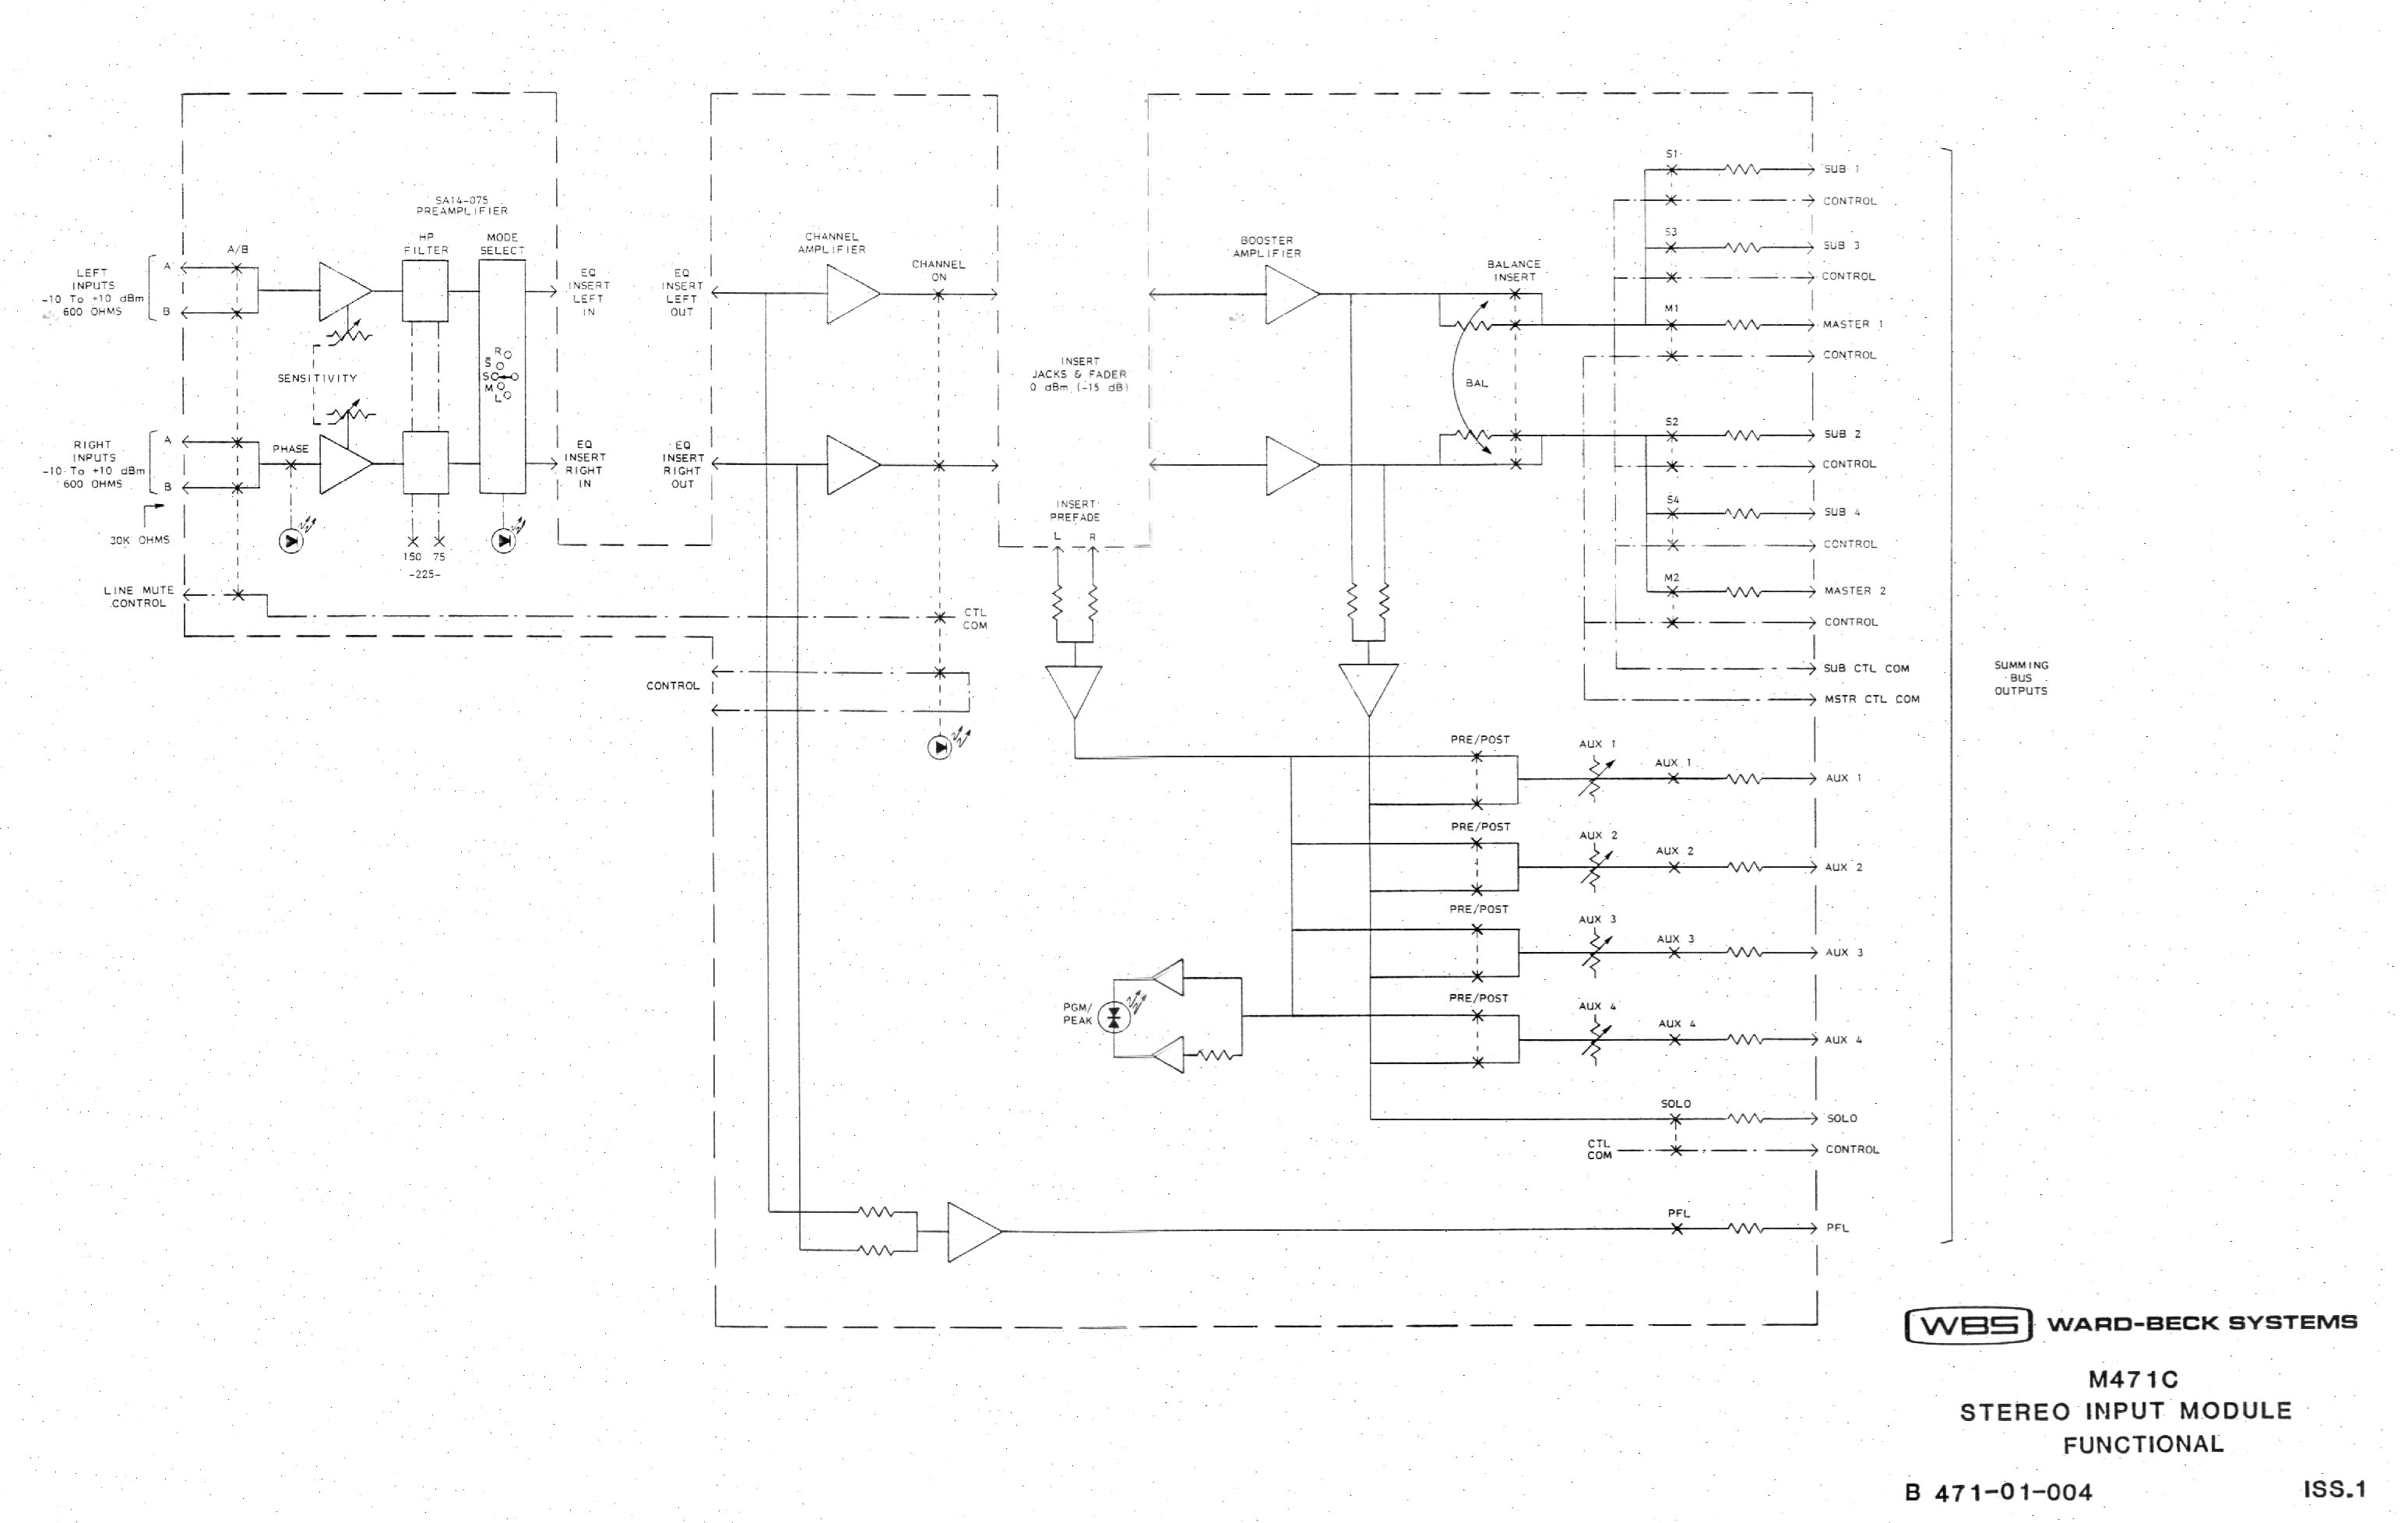 SA14-075
PREAMPLIFIER
HP
FILTER
MODE
SELECT
A/B
LEFT
INPUTS
-10 To +10 dBm
600 OHMS
A
B
SENSITIVITY
R
S̅
S
M
L
RIGHT
INPUTS
-10 To +10 dBm
600 OHMS
A
B
PHASE
30K OHMS
150 75
-225-
LINE MUTE
CONTROL
EQ
INSERT
LEFT
IN
EQ
INSERT
RIGHT
IN
EQ
INSERT
LEFT
OUT
EQ
INSERT
RIGHT
OUT
CHANNEL
AMPLIFIER
CHANNEL
ON
CTL
COM
CONTROL
INSERT
JACKS & FADER
0 dBm (-15 dB)
INSERT
PREFADE
L R
BOOSTER
AMPLIFIER
BALANCE
INSERT
BAL
S1
SUB 1
CONTROL
S3
SUB 3
CONTROL
M1
MASTER 1
CONTROL
S2
SUB 2
CONTROL
S4
SUB 4
CONTROL
M2
MASTER 2
CONTROL
SUB CTL COM
MSTR CTL COM
SUMMING
BUS
OUTPUTS
PRE/POST
AUX 1
AUX 1
AUX 1
PRE/POST
AUX 2
AUX 2
AUX 2
PRE/POST
AUX 3
AUX 3
AUX 3
PRE/POST
AUX 4
AUX 4
AUX 4
PGM/
PEAK
SOLO
SOLO
CTL
COM
CONTROL
PFL
PFL
WBS WARD-BECK SYSTEMS
M471C
STEREO INPUT MODULE
FUNCTIONAL
B 471-01-004 ISS.1